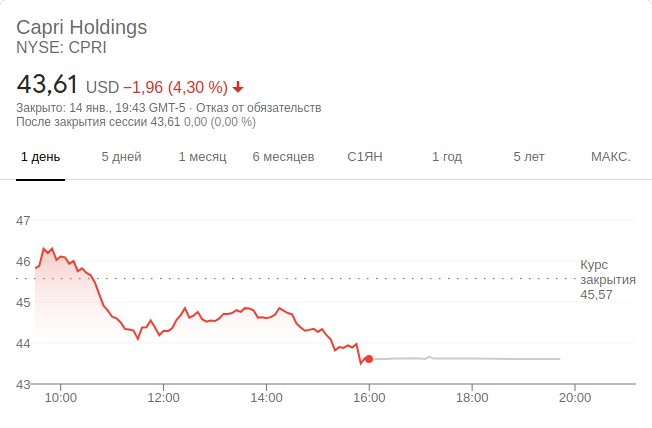 Capri Holdings
NYSE: CPRI
43,61 USD −1,96 (4,30 %)
Закрыто: 14 янв., 19:43 GMT-5 · Отказ от обязательств
После закрытия сессии 43,61 0,00 (0,00 %)
1 день 5 дней 1 месяц 6 месяцев С1ЯН 1 год 5 лет МАКС.
47
46
45
44
43
Курс
закрытия
45,57
10:00 12:00 14:00 16:00 18:00 20:00